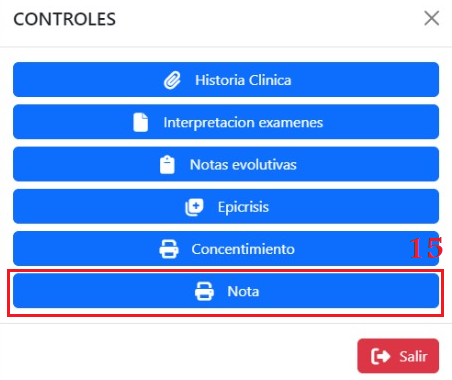 CONTROLES
Historia Clinica
Interpretacion examenes
Notas evolutivas
Epicrisis
Concentimiento
15
Nota
Salir